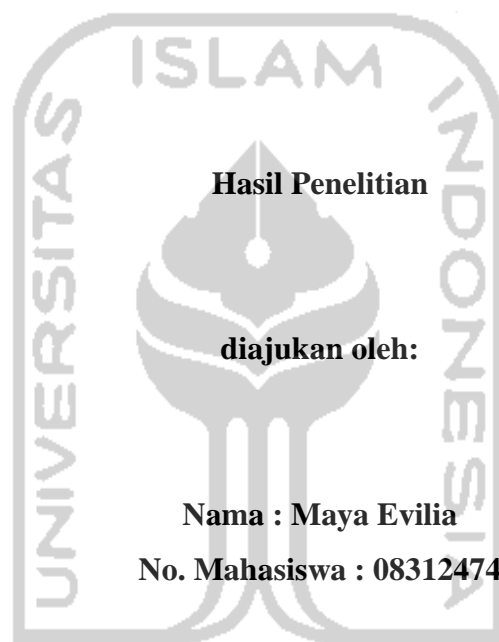 UNIVERSITAS
ISLAM
INDONESIA
Hasil Penelitian
diajukan oleh:
Nama : Maya Evilia
No. Mahasiswa : 08312474